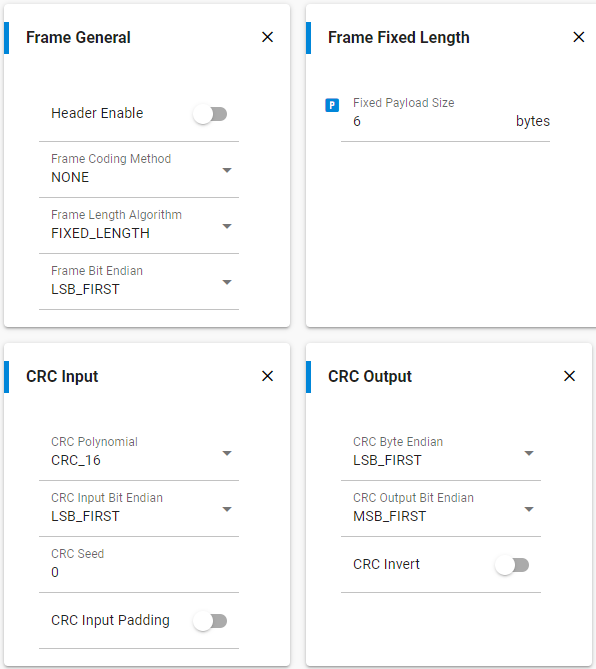 Frame General
Header Enable
Frame Coding Method
NONE
Frame Length Algorithm
FIXED_LENGTH
Frame Bit Endian
LSB_FIRST
Frame Fixed Length
P
Fixed Payload Size
6 bytes
CRC Input
CRC Polynomial
CRC_16
CRC Input Bit Endian
LSB_FIRST
CRC Seed
0
CRC Input Padding
CRC Output
CRC Byte Endian
LSB_FIRST
CRC Output Bit Endian
MSB_FIRST
CRC Invert